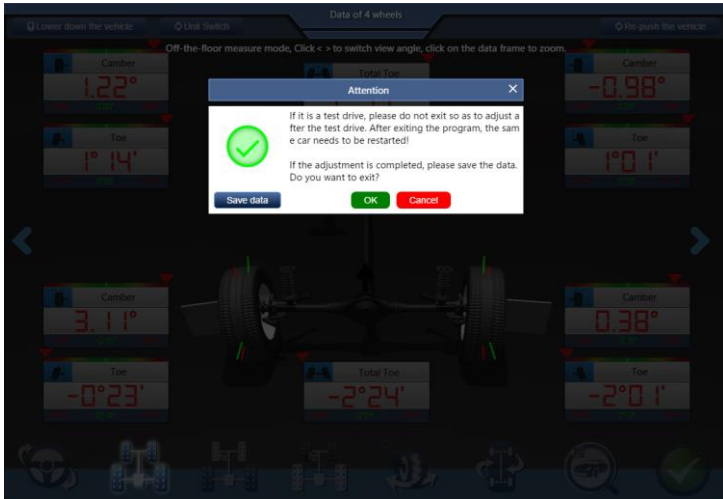 Data of 4 wheels
Lower down the vehicle
Unit Switch
Re-push the vehicle
Off-the-floor measure mode, Click < > to switch view angle, click on the data frame to zoom.
Camber
1.22°
Total Toe
Camber
-0.98°
Toe
1°14'
Toe
1°01'
Attention
If it is a test drive, please do not exit so as to adjust a
fter the test drive. After exiting the program, the sam
e car needs to be restarted!
If the adjustment is completed, please save the data.
Do you want to exit?
Save data
OK
Cancel
Camber
3.11°
Camber
0.38°
Toe
-0°23'
Total Toe
-2°24'
Toe
-2°01'